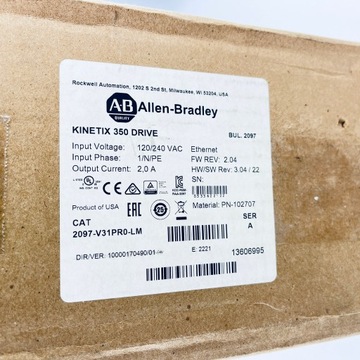 Rockwell Automation, 1202 S 2nd St, Milwaukee, WI 53204, USA
AB
QUALITY
Allen-Bradley
KINETIX 350 DRIVE BUL. 2097
Input Voltage: 120/240 VAC Ethernet
Input Phase: 1/N/PE FW REV: 2.04
Output Current: 2,0 A HW/SW Rev: 3.04 / 22
SN:
Product of USA Material: PN-102707
CAT SER
2097-V31PR0-LM A
DIR/VER: 10000170490/01 E: 2221 13606995